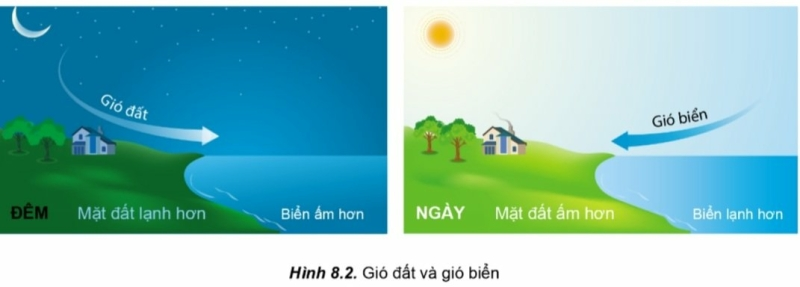 Gió đất
ĐÊM
Mặt đất lạnh hơn
Biển ấm hơn
Gió biển
NGÀY
Mặt đất ấm hơn
Biển lạnh hơn
Hình 8.2. Gió đất và gió biển